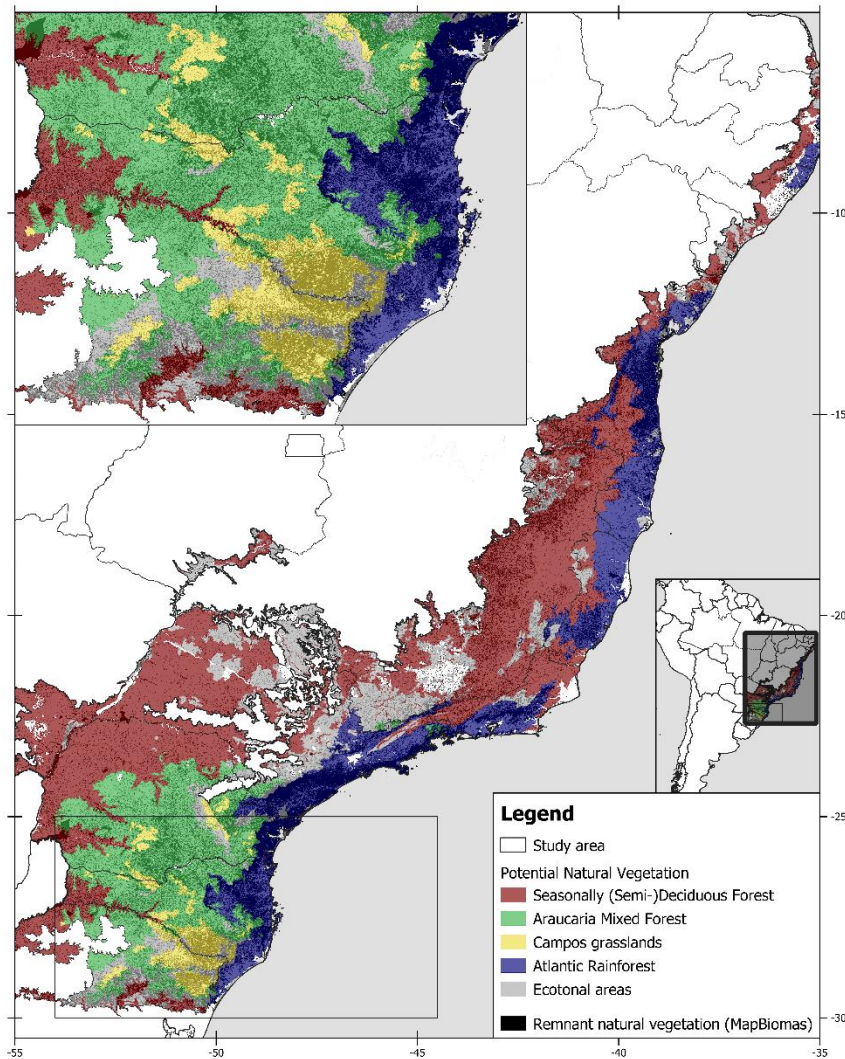 -10
-15
-20
-25
-30
Legend
Study area
Potential Natural Vegetation
Seasonally (Semi-)Deciduous Forest
Araucaria Mixed Forest
Campos grasslands
Atlantic Rainforest
Ecotonal areas
Remnant natural vegetation (MapBiomas)
-55
-50
-45
-40
-35